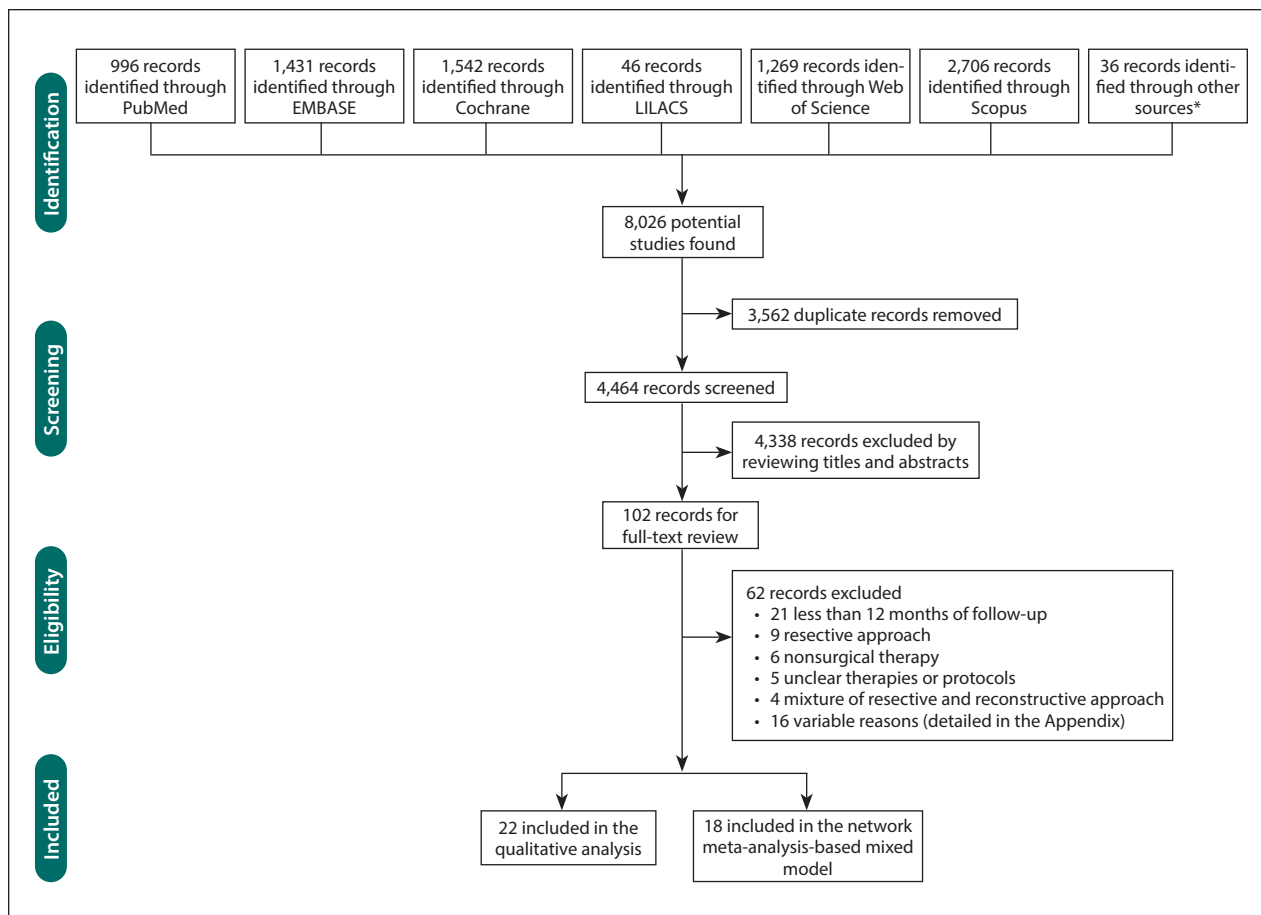 Identification
996 records
identified through
PubMed
1,431 records
identified through
EMBASE
1,542 records
identified through
Cochrane
46 records
identified through
LILACS
1,269 records iden-
tified through Web
of Science
2,706 records
identified through
Scopus
36 records identi-
fied through other
sources*
8,026 potential
studies found
Screening
3,562 duplicate records removed
4,464 records screened
4,338 records excluded by
reviewing titles and abstracts
102 records for
full-text review
Eligibility
62 records excluded
• 21 less than 12 months of follow-up
• 9 resective approach
• 6 nonsurgical therapy
• 5 unclear therapies or protocols
• 4 mixture of resective and reconstructive approach
• 16 variable reasons (detailed in the Appendix)
Included
22 included in the
qualitative analysis
18 included in the network
meta-analysis-based mixed
model